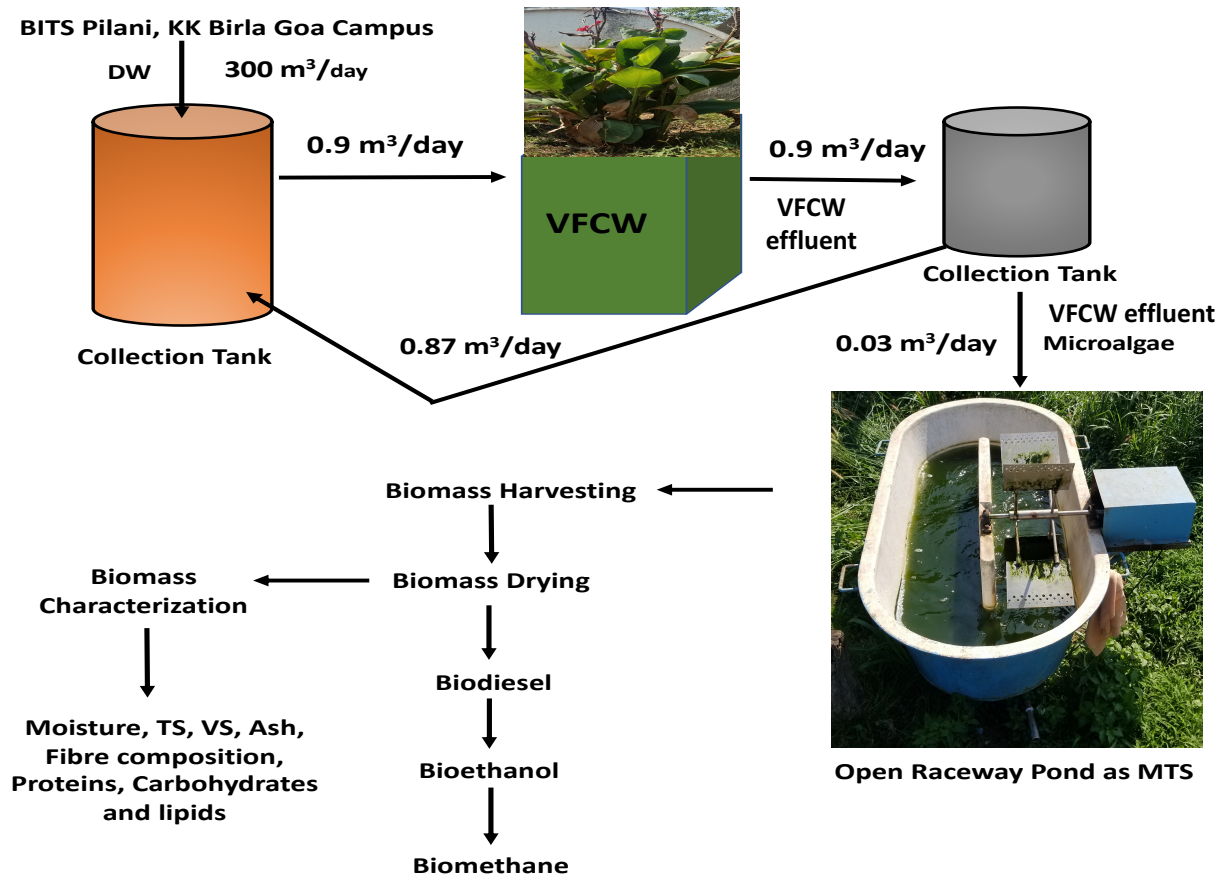 BITS Pilani, KK Birla Goa Campus
DW
300 m³/day
0.9 m³/day
0.9 m³/day
VFCW
VFCW
effluent
Collection Tank
Collection Tank
0.87 m³/day
0.03 m³/day
VFCW effluent
Microalgae
Biomass Harvesting
Biomass
Characterization
Biomass Drying
Biodiesel
Moisture, TS, VS, Ash,
Fibre composition,
Proteins, Carbohydrates
and lipids
Bioethanol
Open Raceway Pond as MTS
Biomethane